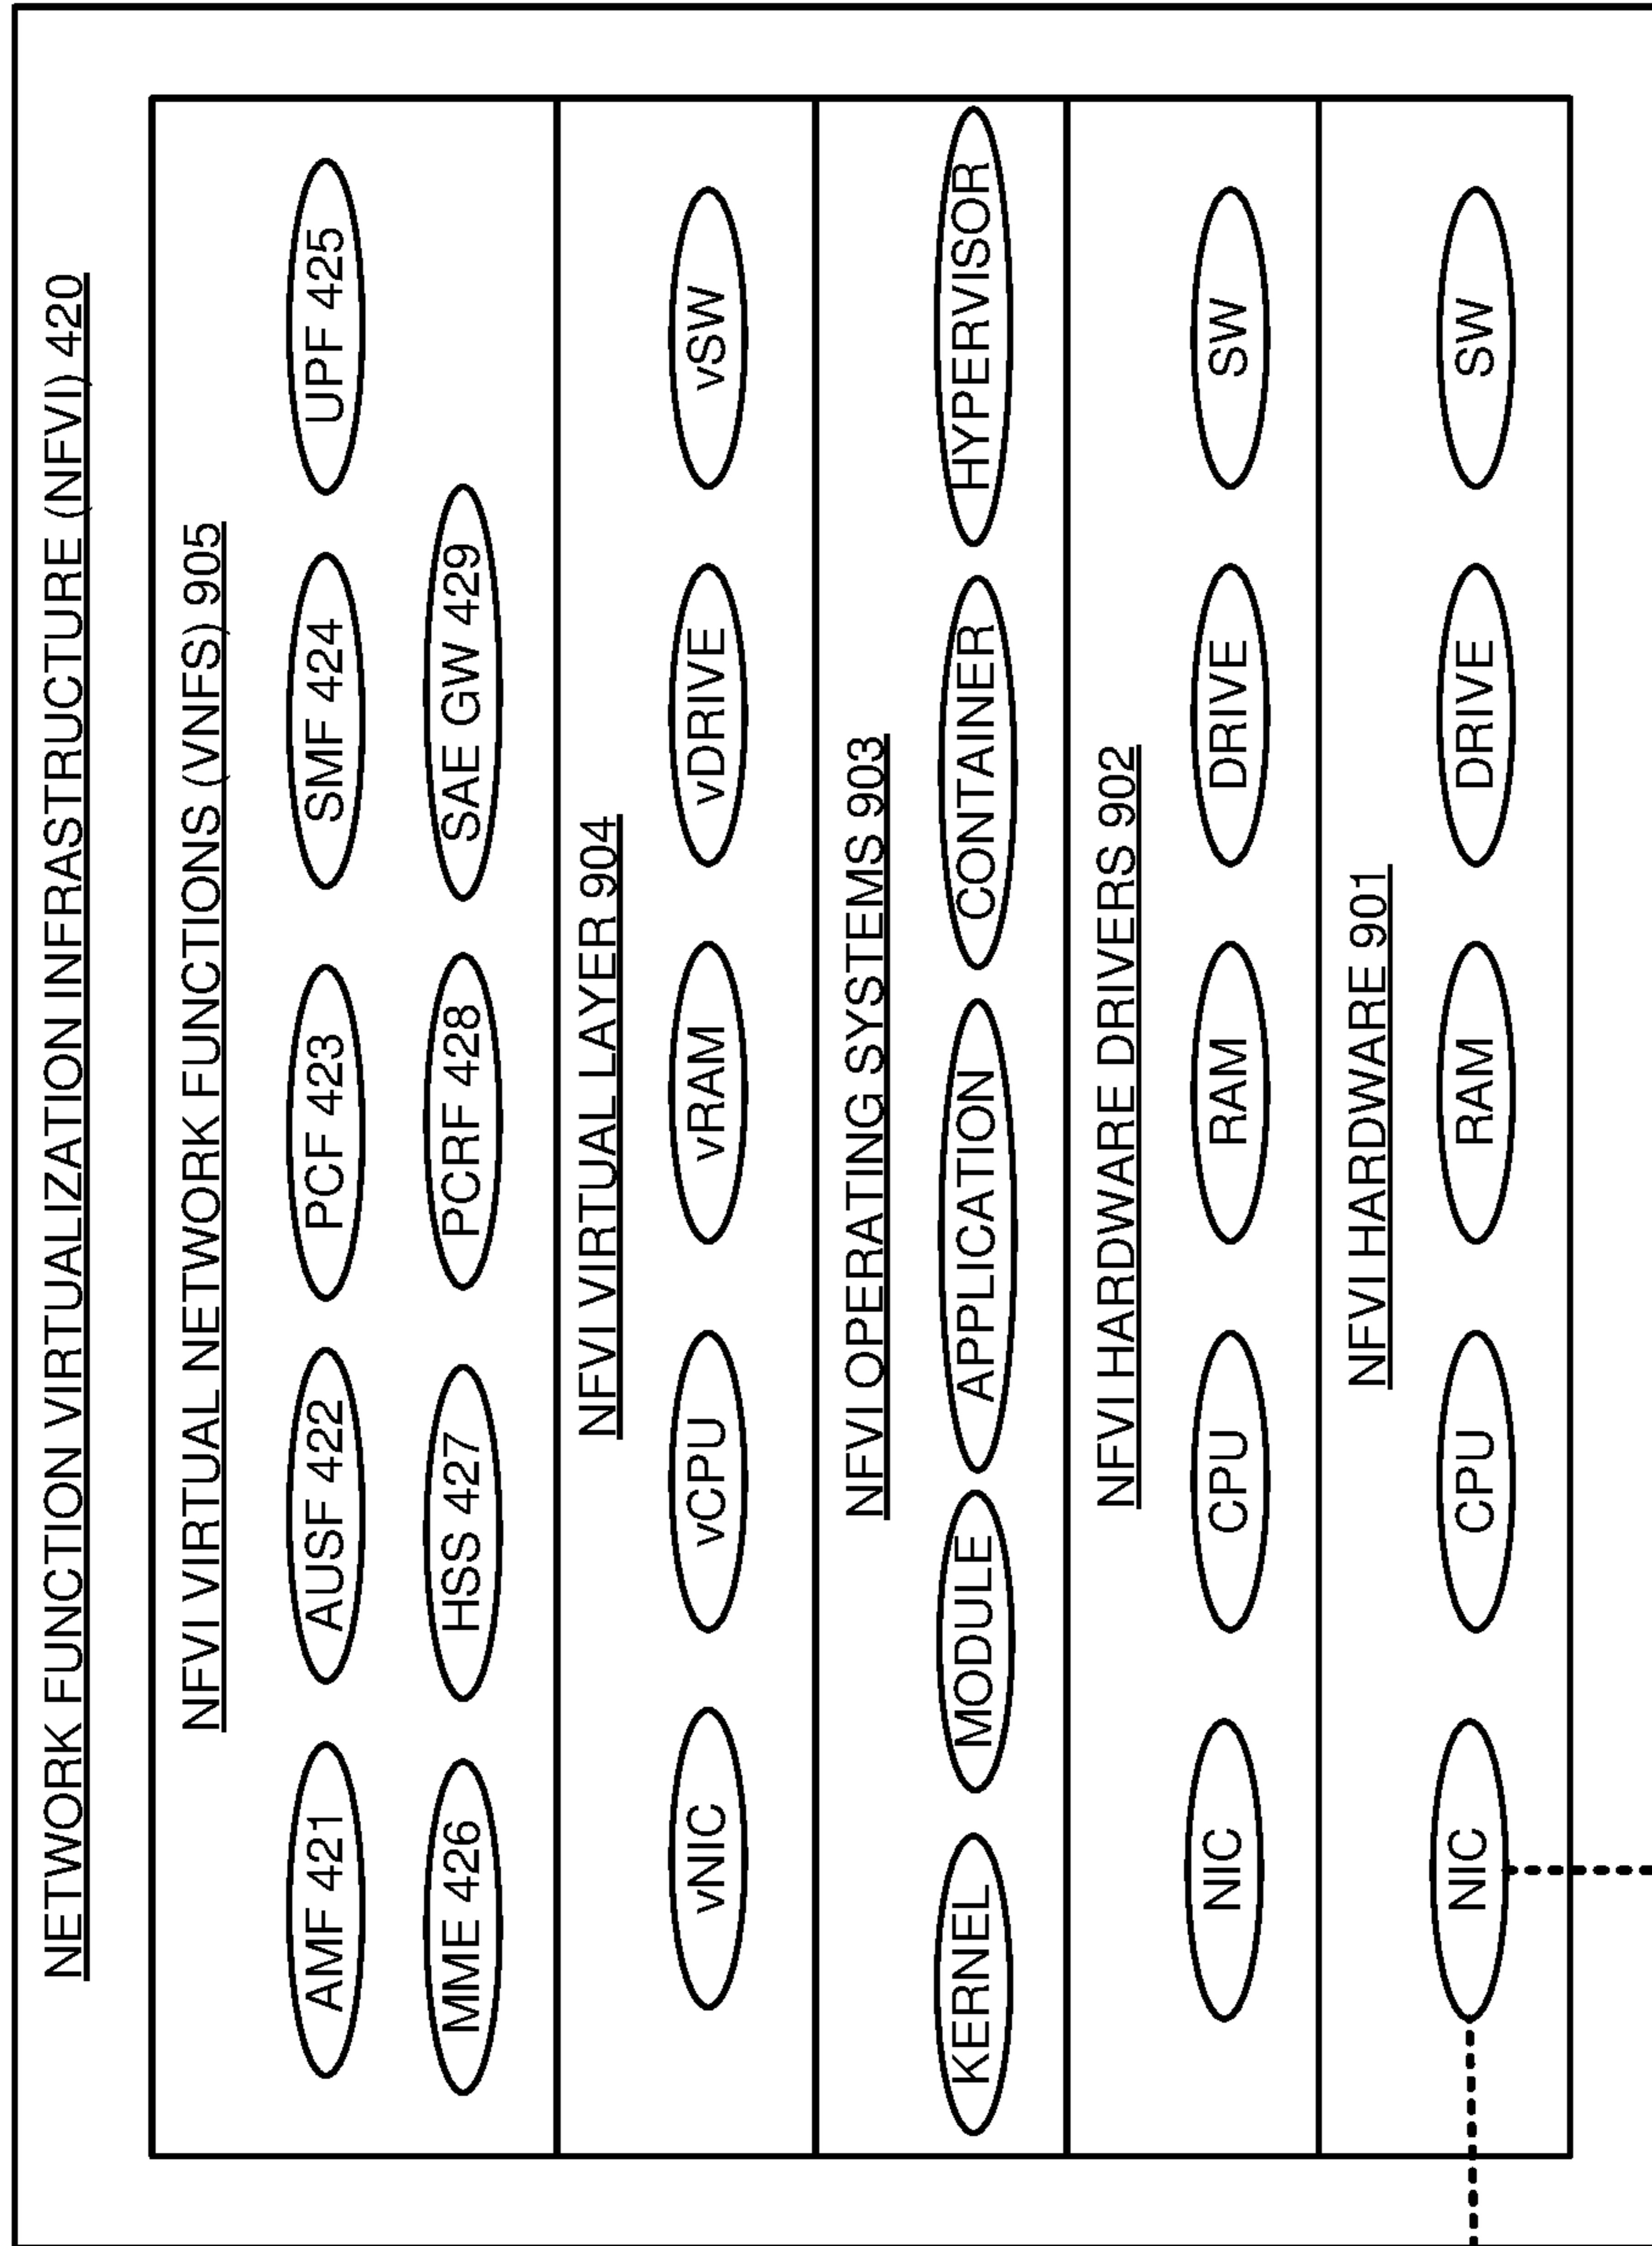 NETWORK FUNCTION VIRTUALIZATION INFRASTRUCTURE (NFVI) 420
NFVI VIRTUAL NETWORK FUNCTIONS (VNFS) 905
AMF 421 AUSF 422 PCF 423 SMF 424 UPF 425
MME 426 HSS 427 PCRF 428 SAE GW 429
NFVI VIRTUAL LAYER 904
vNIC vCPU vRAM vDRIVE vSW
NFVI OPERATING SYSTEMS 903
KERNEL MODULE APPLICATION CONTAINER HYPERVISOR
NFVI HARDWARE DRIVERS 902
NIC CPU RAM DRIVE SW
NFVI HARDWARE 901
NIC CPU RAM DRIVE SW